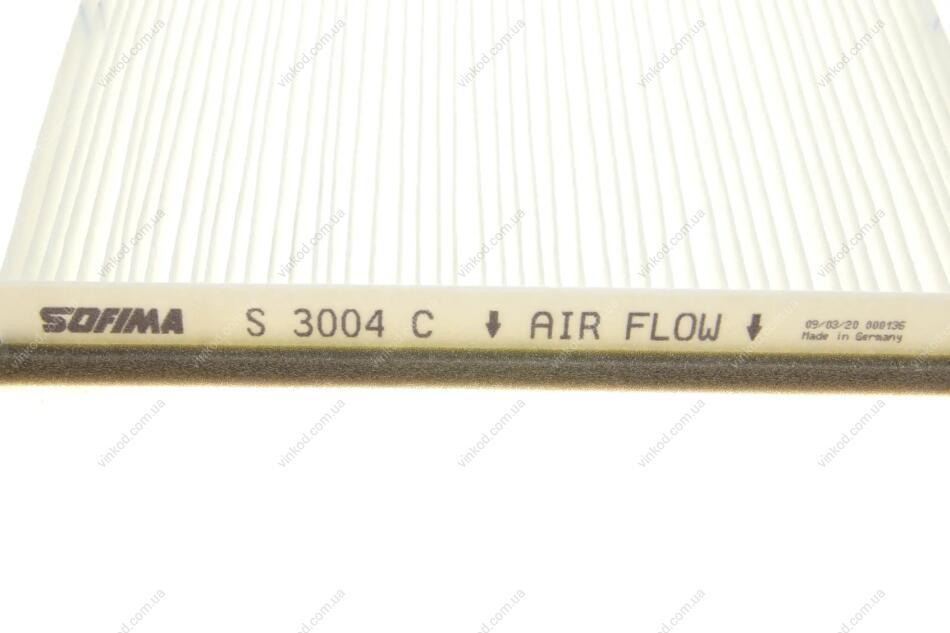 SOFIMA S 3004 C ↓ AIR FLOW ↓
09/03/20 000136
Made in Germany
vinkod.com.ua